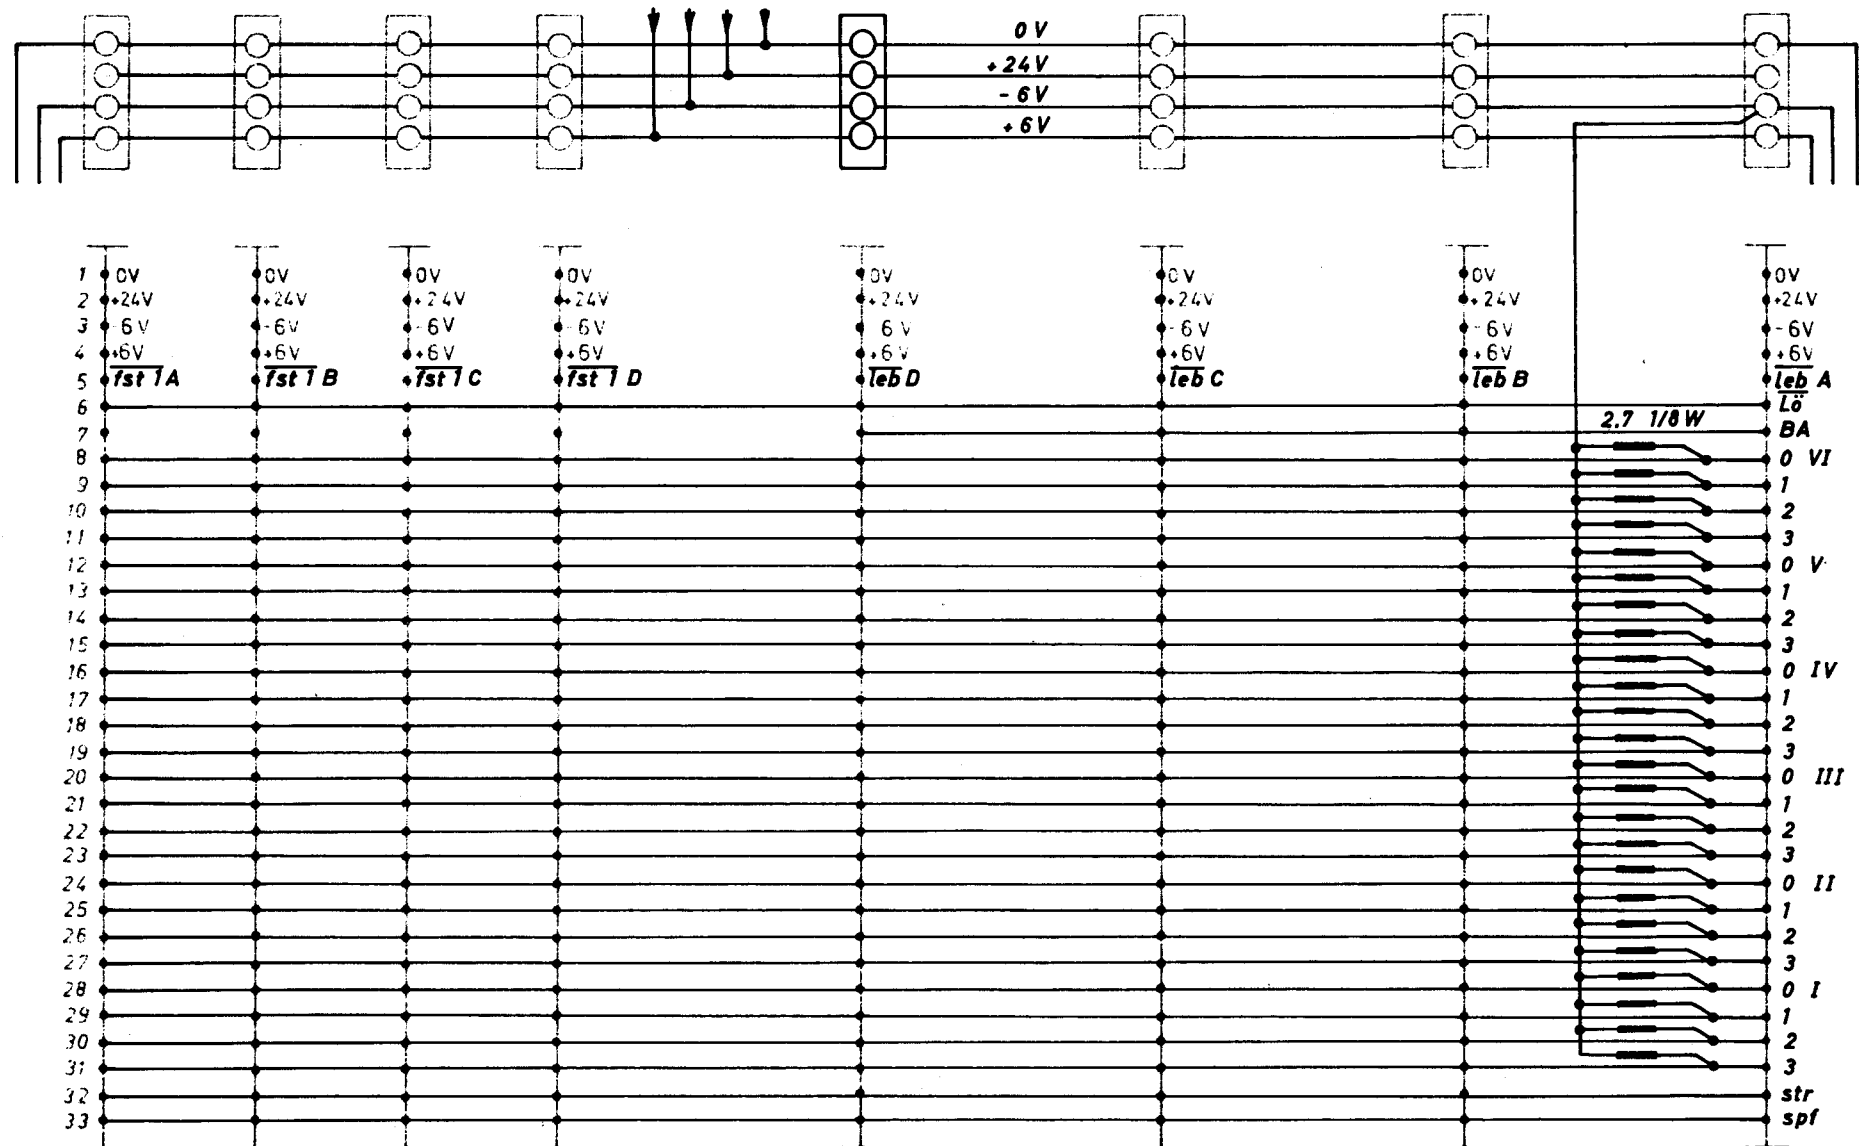 0 V
+ 24V
- 6 V
+ 6 V
1 0V 0V 0V 0V 0V 0V 0V 0V
2 +24V +24V +24V +24V +24V +24V +24V +24V
3 -6V -6V -6V -6V 6V -6V -6V -6V
4 +6V +6V +6V +6V +6V +6V +6V +6V
5 fst 1 A fst 1 B fst 1 C fst 1 D leb D leb C leb B leb A
6 Lö
2,7 1/8 W
7 BA
8 0 VI
9 1
10 2
11 3
12 0 V
13 1
14 2
15 3
16 0 IV
17 1
18 2
19 3
20 0 III
21 1
22 2
23 3
24 0 II
25 1
26 2
27 3
28 0 I
29 1
30 2
31 3
32 str
33 spf